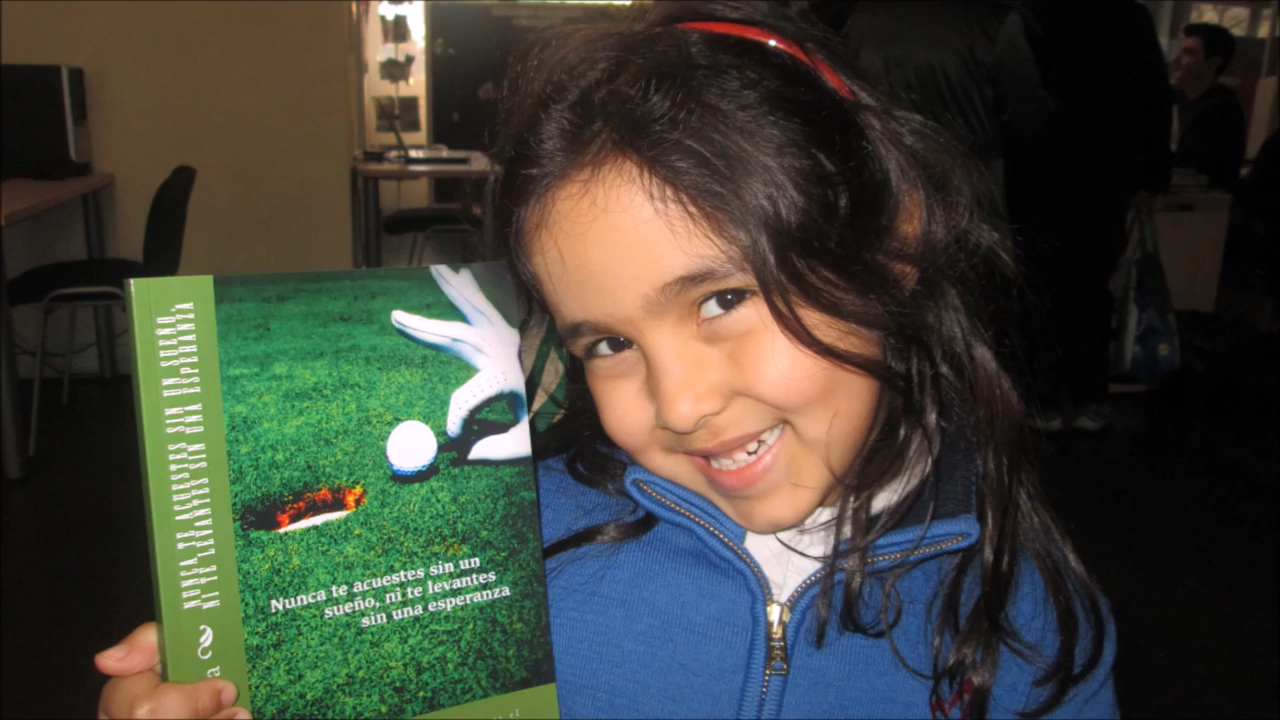 NUNCA TE ACUESTES SIN UN SUEÑO,
NI TE LEVANTES SIN UNA ESPERANZA
Nunca te acuestes sin un
sueño, ni te levantes
sin una esperanza